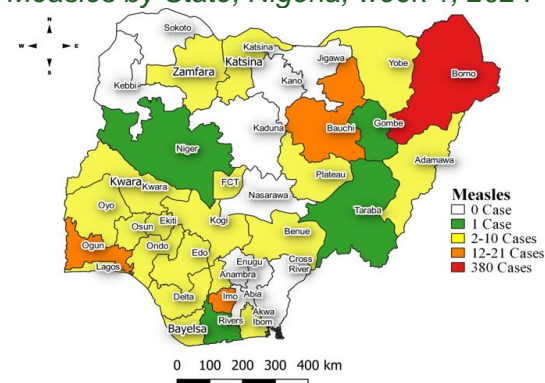 Measles by State, Nigeria, week 4, 2024
N
W
E
S
Sokoto
Katsina
Katsina
Jigawa
Yobe
Borno
Zamfara
Kano
Kebbi
Gombe
Kaduna
Bauchi
Niger
Adamawa
Plateau
Kwara
Kwara
FCT
Nasarawa
Measles
0 Case
1 Case
2-10 Cases
12-21 Cases
380 Cases
Oyo
Taraba
Osun
Ekiti
Kogi
Benue
Ogun
Ondo
Edo
Lagos
Enugu
Cross
River
Anambra
Delta
Imo
Abia
Akwa
Ibom
Rivers
Bayelsa
0 100 200 300 400 km